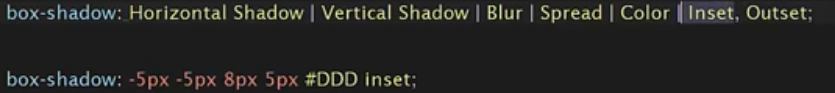 box-shadow: Horizontal Shadow | Vertical Shadow | Blur | Spread | Color | Inset, Outset;
box-shadow: -5px -5px 8px 5px #DDD inset;